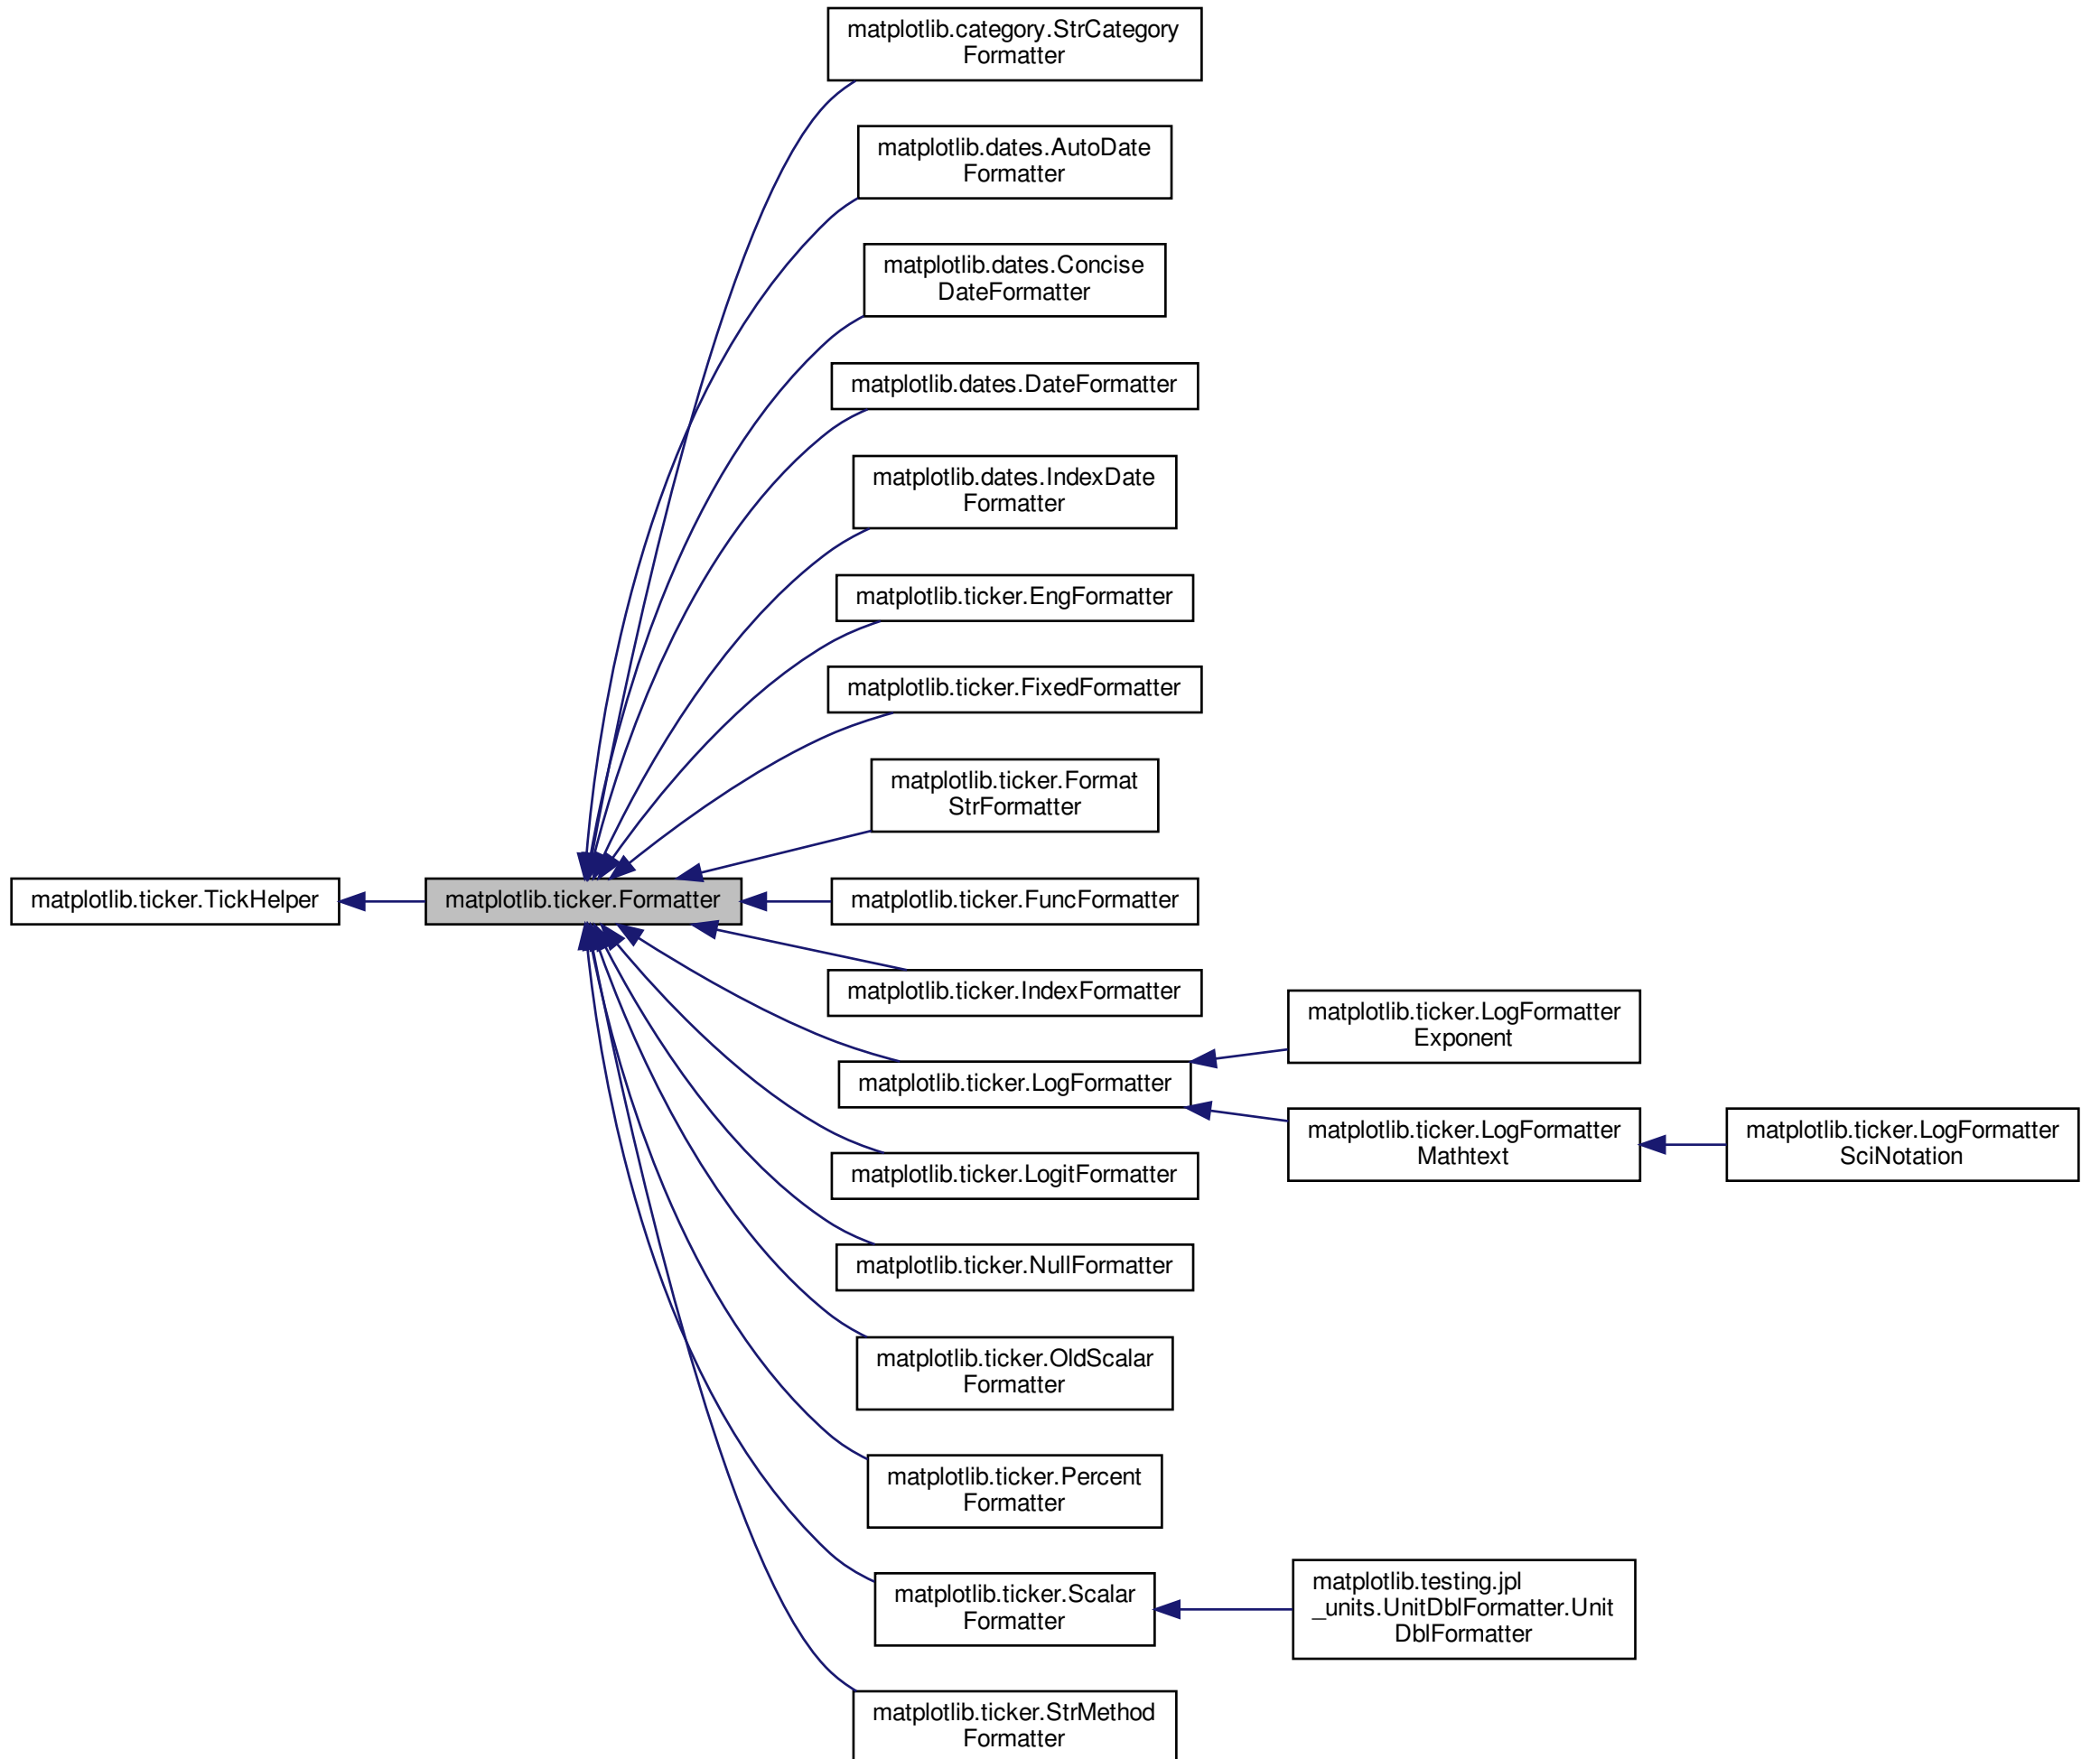 matplotlib.category.StrCategory
Formatter
matplotlib.dates.AutoDate
Formatter
matplotlib.dates.Concise
DateFormatter
matplotlib.dates.DateFormatter
matplotlib.dates.IndexDate
Formatter
matplotlib.ticker.EngFormatter
matplotlib.ticker.FixedFormatter
matplotlib.ticker.Format
StrFormatter
matplotlib.ticker.TickHelper
matplotlib.ticker.Formatter
matplotlib.ticker.FuncFormatter
matplotlib.ticker.IndexFormatter
matplotlib.ticker.LogFormatter
Exponent
matplotlib.ticker.LogFormatter
matplotlib.ticker.LogFormatter
Mathtext
matplotlib.ticker.LogFormatter
SciNotation
matplotlib.ticker.LogitFormatter
matplotlib.ticker.NullFormatter
matplotlib.ticker.OldScalar
Formatter
matplotlib.ticker.Percent
Formatter
matplotlib.ticker.Scalar
Formatter
matplotlib.testing.jpl
_units.UnitDblFormatter.Unit
DblFormatter
matplotlib.ticker.StrMethod
Formatter